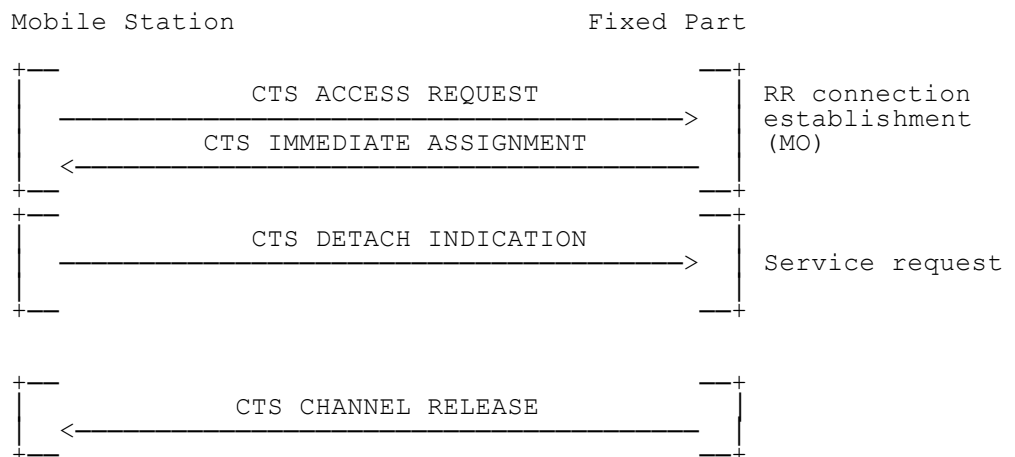 Mobile Station Fixed Part
CTS ACCESS REQUEST RR connection
establishment
CTS IMMEDIATE ASSIGNMENT (MO)
CTS DETACH INDICATION
Service request
CTS CHANNEL RELEASE